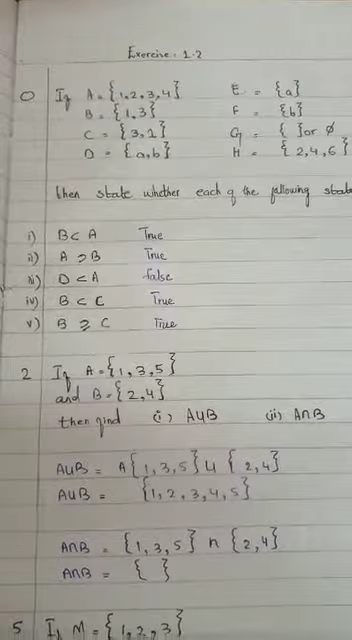 Exercise : 1.2
Q If A = {1,2,3,4} E = {a}
B = {1,3} F = {b}
C = {3,1} G = { } or ∅
D = {a,b} H = {2,4,6}
then state whether each of the following state
i) B ⊂ A True
ii) A ⊃ B True
iii) D ⊂ A false
iv) B ⊂ C True
v) B ⊇ C True
2 If A = {1,3,5}
and B = {2,4}
then find (i) A∪B (ii) A∩B
A∪B = A{1,3,5} ∪ {2,4}
A∪B = {1,2,3,4,5}
A∩B = {1,3,5} ∩ {2,4}
A∩B = { }
5 If M = {1,2,3}